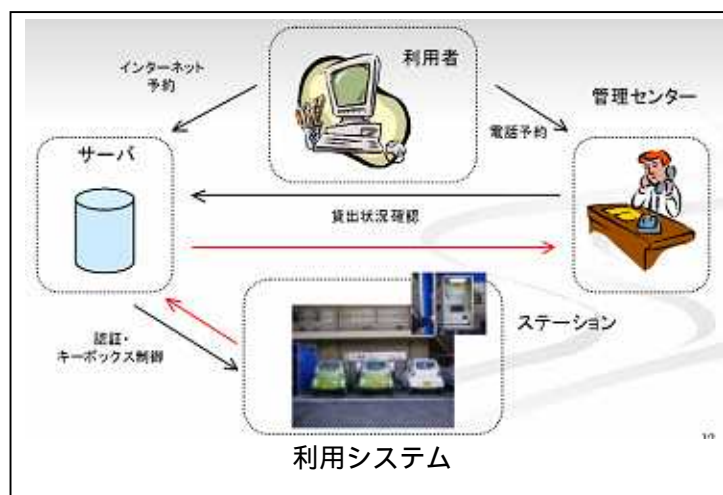 利用者
インターネット
予約
管理センター
電話予約
サーバ
貸出状況確認
ステーション
認証・
キーボックス制御
利用システム